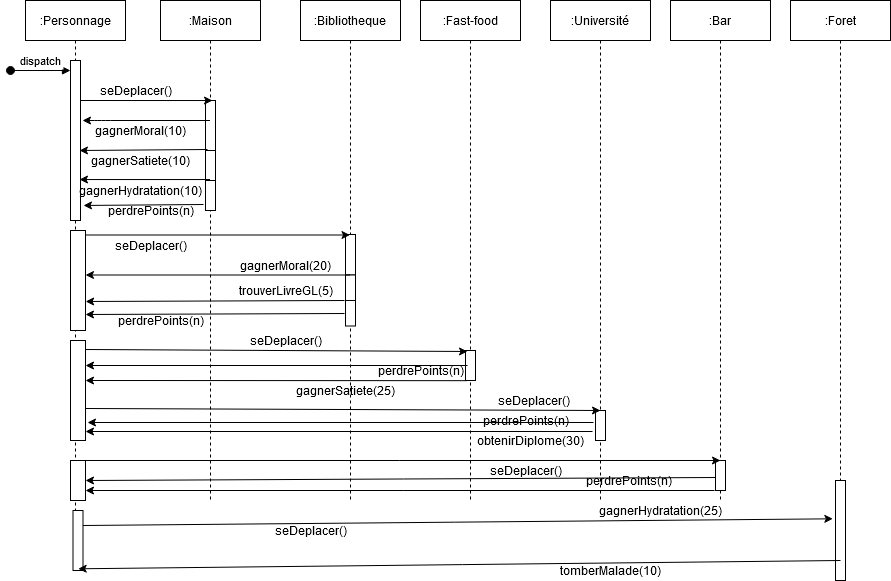 :Personnage
:Maison
:Bibliotheque
:Fast-food
:Université
:Bar
:Foret
dispatch
seDeplacer()
gagnerMoral(10)
gagnerSatiete(10)
gagnerHydratation(10)
perdrePoints(n)
seDeplacer()
gagnerMoral(20)
trouverLivreGL(5)
perdrePoints(n)
seDeplacer()
perdrePoints(n)
gagnerSatiete(25)
seDeplacer()
perdrePoints(n)
obtenirDiplome(30)
seDeplacer()
perdrePoints(n)
gagnerHydratation(25)
seDeplacer()
tomberMalade(10)